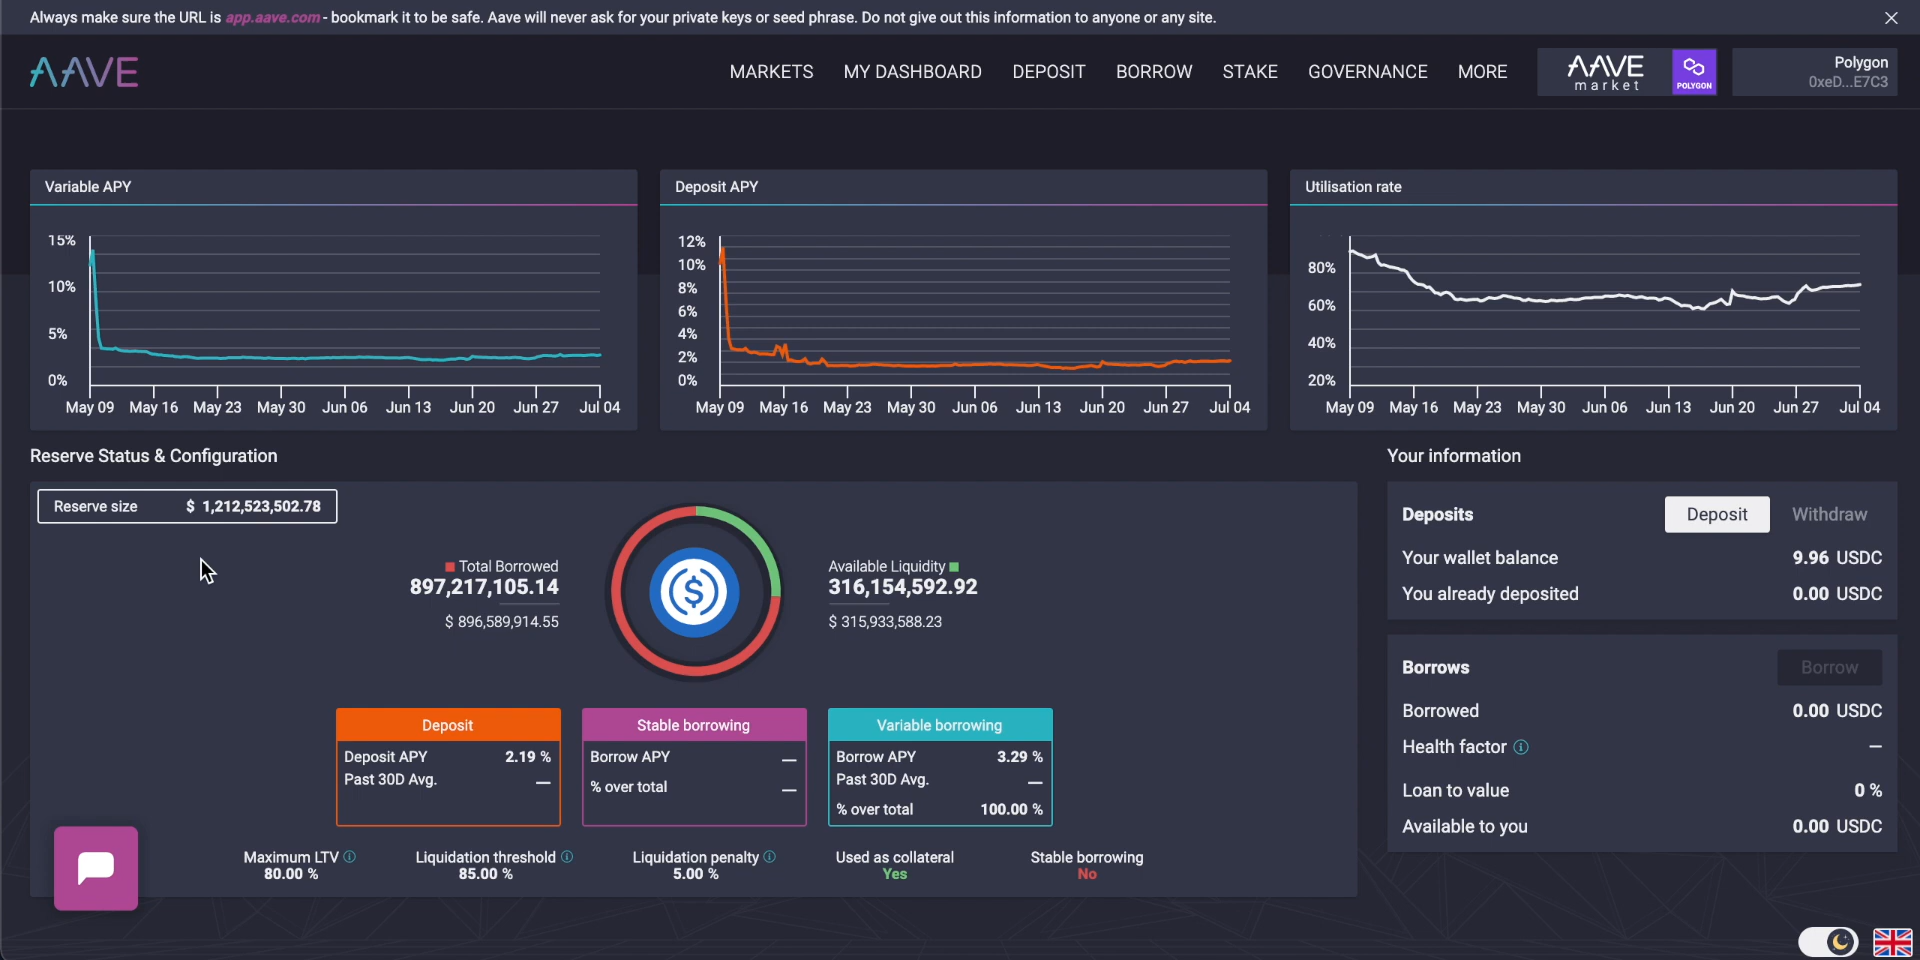 Always make sure the URL is app.aave.com - bookmark it to be safe. Aave will never ask for your private keys or seed phrase. Do not give out this information to anyone or any site.
AAVE
MARKETS MY DASHBOARD DEPOSIT BORROW STAKE GOVERNANCE MORE
AAVE
market
POLYGON
Polygon
0xeD...E7C3
Variable APY
15%
10%
5%
0%
May 09 May 16 May 23 May 30 Jun 06 Jun 13 Jun 20 Jun 27 Jul 04
Deposit APY
12%
10%
8%
6%
4%
2%
0%
May 09 May 16 May 23 May 30 Jun 06 Jun 13 Jun 20 Jun 27 Jul 04
Utilisation rate
80%
60%
40%
20%
May 09 May 16 May 23 May 30 Jun 06 Jun 13 Jun 20 Jun 27 Jul 04
Reserve Status & Configuration
Reserve size $ 1,212,523,502.78
Total Borrowed
897,217,105.14
$ 896,589,914.55
$
Available Liquidity
316,154,592.92
$ 315,933,588.23
Deposit
Deposit APY 2.19 %
Past 30D Avg. —
Stable borrowing
Borrow APY —
% over total —
Variable borrowing
Borrow APY 3.29 %
Past 30D Avg. —
% over total 100.00 %
Maximum LTV
80.00 %
Liquidation threshold
85.00 %
Liquidation penalty
5.00 %
Used as collateral
Yes
Stable borrowing
No
Your information
Deposits Deposit Withdraw
Your wallet balance 9.96 USDC
You already deposited 0.00 USDC
Borrows Borrow
Borrowed 0.00 USDC
Health factor —
Loan to value 0 %
Available to you 0.00 USDC